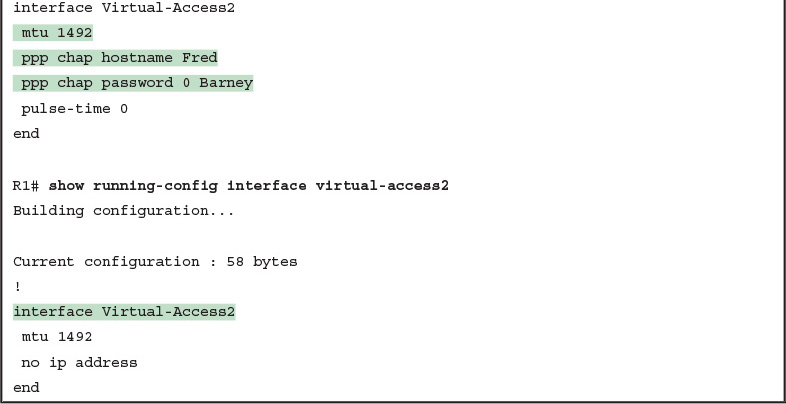 interface Virtual-Access2
 mtu 1492
 ppp chap hostname Fred
 ppp chap password 0 Barney
 pulse-time 0
end
R1# show running-config interface virtual-access2
Building configuration...
Current configuration : 58 bytes
!
interface Virtual-Access2
 mtu 1492
 no ip address
end